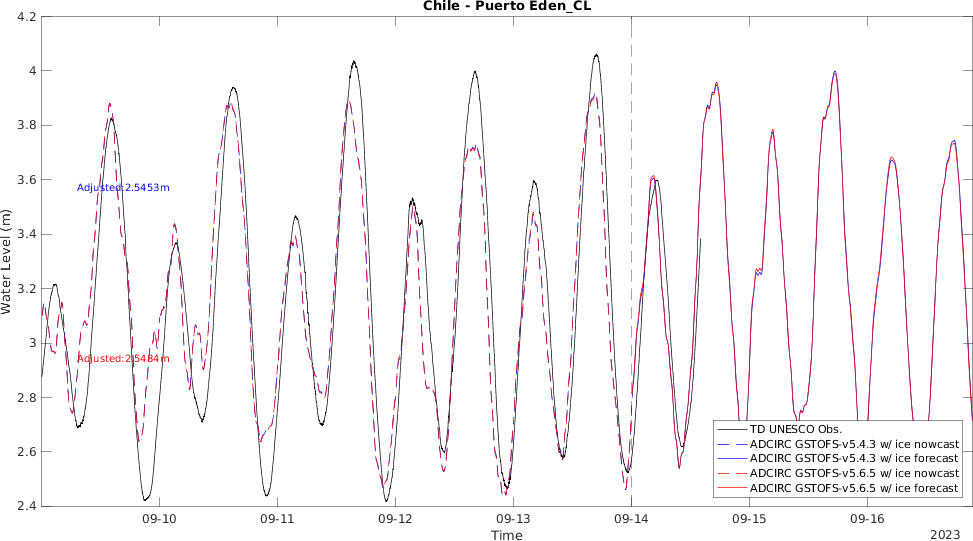 Chile - Puerto Eden_CL
Water Level (m)
4.2
4
3.8
3.6
3.4
3.2
3
2.8
2.6
2.4
Adjusted:2.5453m
Adjusted:2.5484m
TD UNESCO Obs.
ADCIRC GSTOFS-v5.4.3 w/ ice nowcast
ADCIRC GSTOFS-v5.4.3 w/ ice forecast
ADCIRC GSTOFS-v5.6.5 w/ ice nowcast
ADCIRC GSTOFS-v5.6.5 w/ ice forecast
09-10 09-11 09-12 09-13 09-14 09-15 09-16
Time
2023